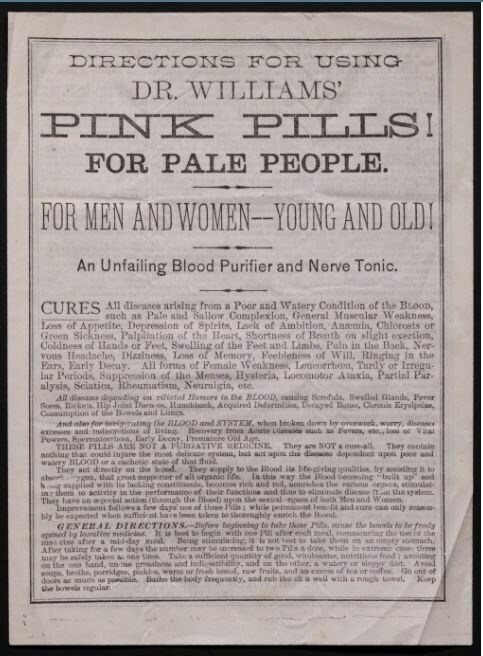 DIRECTIONS FOR USING
DR. WILLIAMS'
PINK PILLS!
FOR PALE PEOPLE.
FOR MEN AND WOMEN--YOUNG AND OLD!
An Unfailing Blood Purifier and Nerve Tonic.
CURES All diseases arising from a Poor and Watery Condition of the BLOOD,
such as Pale and Sallow Complexion, General Muscular Weakness,
Loss of Appetite, Depression of Spirits, Lack of Ambition, Anæmia, Chlorosis or
Green Sickness, Palpitation of the Heart, Shortness of Breath on slight exertion,
Coldness of Hands or Feet, Swelling of the Feet and Limbs, Pain in the Back, Ner-
vous Headache, Dizziness, Loss of Memory, Feebleness of Will, Ringing in the
Ears, Early Decay. All forms of Female Weakness, Leucorrhœa, Tardy or Irregu-
lar Periods, Suppression of the Menses, Hysteria, Locomotor Ataxia, Partial Par-
alysis, Sciatica, Rheumatism, Neuralgia, etc.
All diseases depending on vitiated Humors in the BLOOD, causing Scrofula, Swelled Glands, Fever
Sores, Rickets, Hip Joint Diseases, Hunchback, Acquired Deformities, Decayed Bones, Chronic Erysipelas,
Consumption of the Bowels and Lungs.
And also for invigorating the BLOOD and SYSTEM, when broken down by overwork, worry, diseases
excesses and indiscretions of living. Recovery from Acute Diseases such as Fevers, etc., loss of Vital
Powers, Spermatorrhœa, Early Decay, Premature Old Age.
THESE PILLS ARE NOT A PURGATIVE MEDICINE. They are NOT a cure-all. They contain
nothing that could injure the most delicate system, but act upon the diseases dependent upon poor and
watery BLOOD or a cachetic state of that fluid.
They act directly on the blood. They supply to the Blood its life-giving qualities, by assisting it to
absorb oxygen, that great supporter of all organic life. In this way the Blood becoming "built up" and
being supplied with its lacking constituents, becomes rich and red, nourishes the various organs, stimulat-
ing them to activity in the performance of their functions and thus to eliminate disease from the system.
They have an especial action (through the Blood) upon the sexual organs of both Men and Women.
Improvement follows a few days' use of these Pills; while permanent benefit and cure can only reason-
ably be expected when sufficient have been taken to thoroughly enrich the Blood.
GENERAL DIRECTIONS.—Before beginning to take these Pills, cause the bowels to be freely
opened by laxative medicine. It is best to begin with one Pill after each meal, commencing the use of the
medicine after a mid-day meal. Being stimulating, it is not best to take them on an empty stomach.
After taking for a few days the number may be increased to two Pills a dose, while in extreme cases three
may be safely taken at one time. Take a sufficient quantity of good, wholesome, nutritious food; avoiding
on the one hand, undue greediness and indigestibility, and on the other, a watery or sloppy diet. Avoid
soups, broths, porridges, pickles, warm or fresh bread, raw fruits, and an excess of tea or coffee. Go out of
doors as much as possible. Bathe the body frequently, and rub the skin well with a rough towel. Keep
the bowels regular.